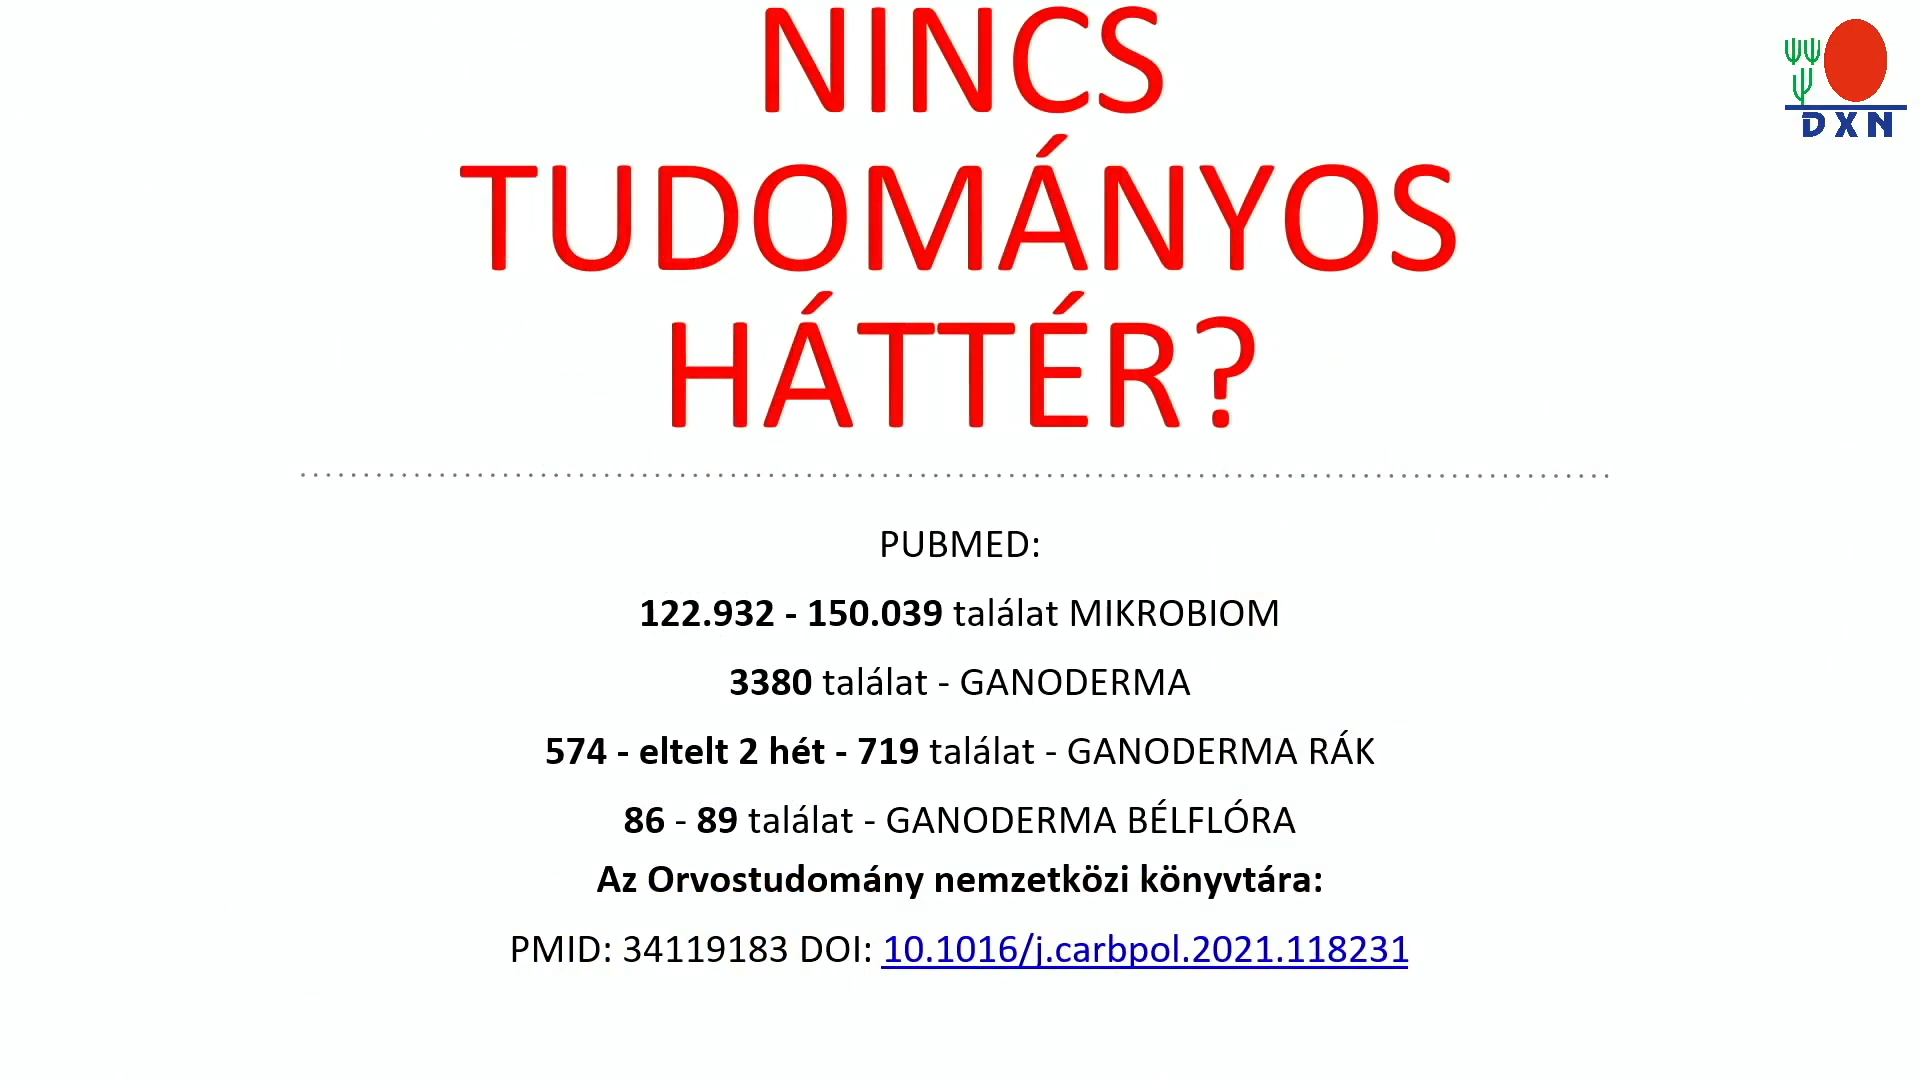 NINCS
TUDOMÁNYOS
HÁTTÉR?
DXN
PUBMED:
122.932 - 150.039 találat MIKROBIOM
3380 találat - GANODERMA
574 - eltelt 2 hét - 719 találat - GANODERMA RÁK
86 - 89 találat - GANODERMA BÉLFLÓRA
Az Orvostudomány nemzetközi könyvtára:
PMID: 34119183 DOI: 10.1016/j.carbpol.2021.118231